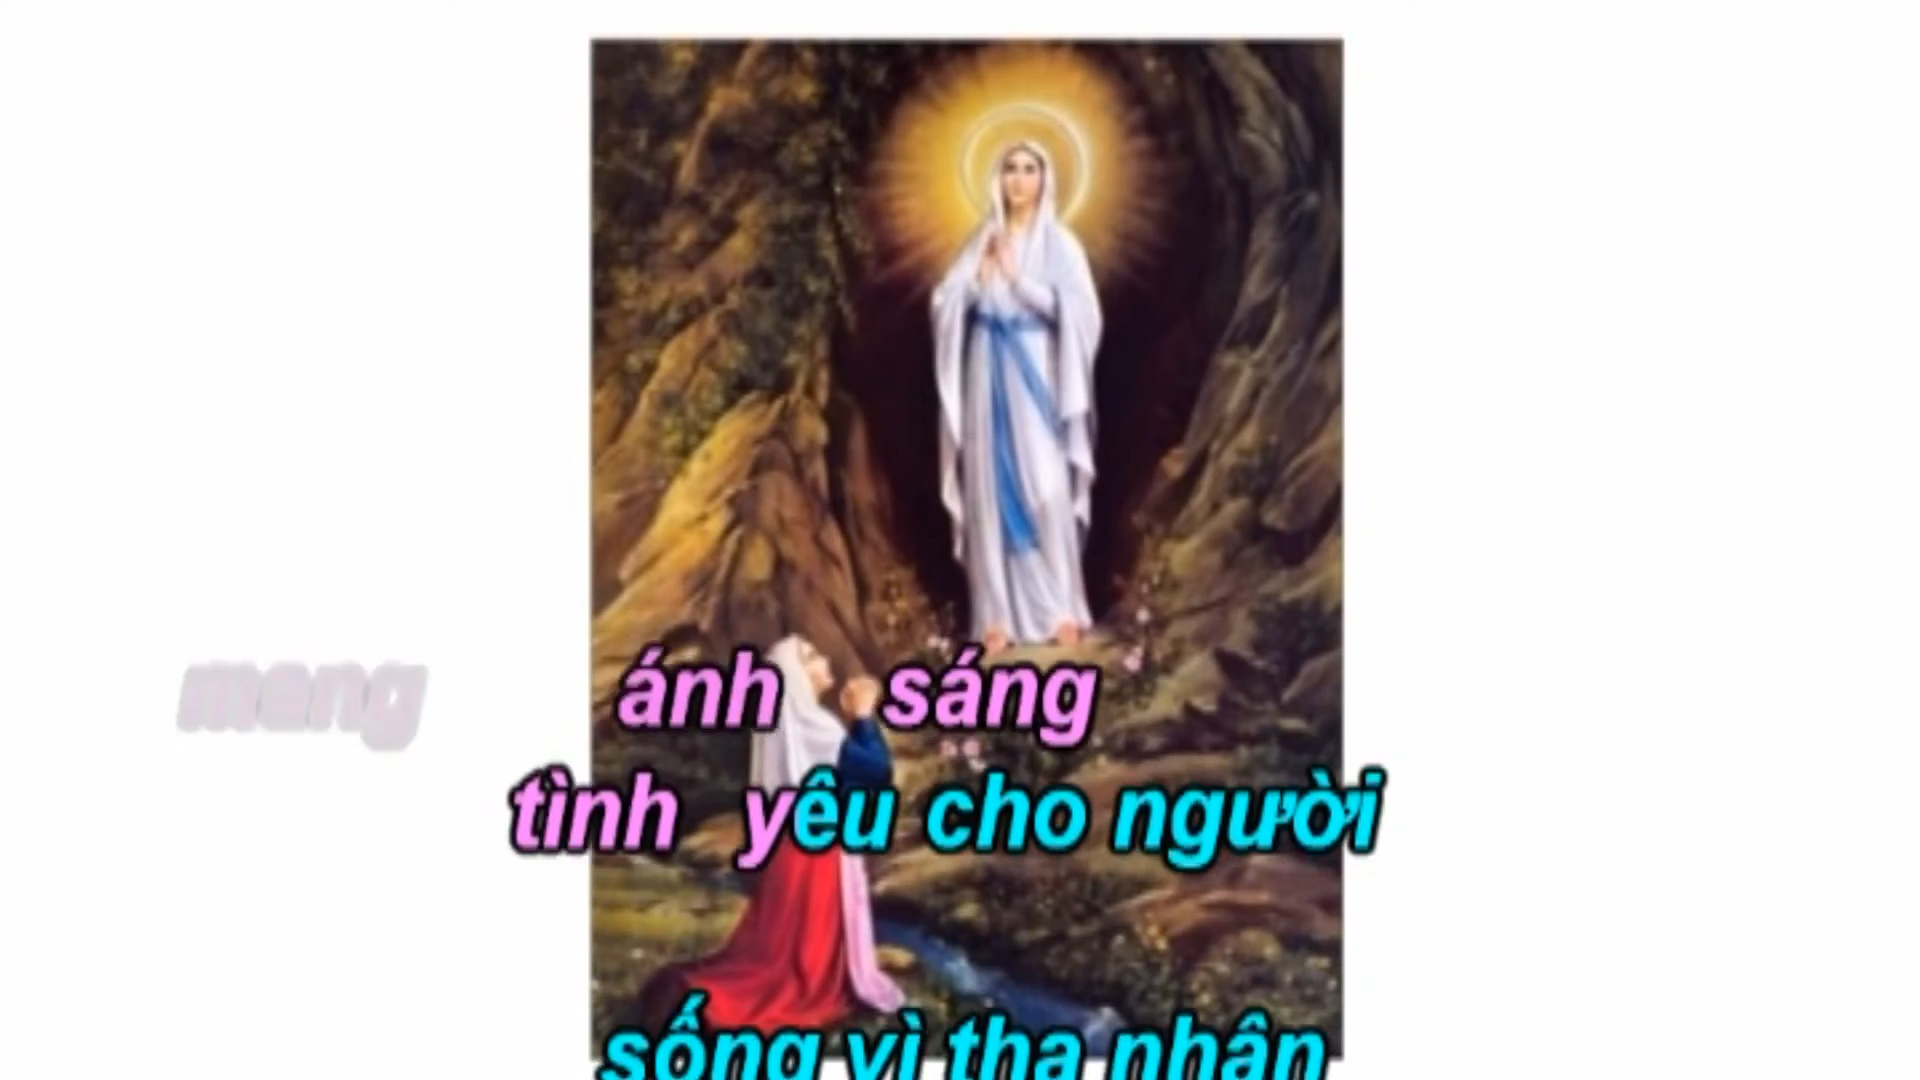 mang ánh sáng
tình yêu cho người
sống vì tha nhân